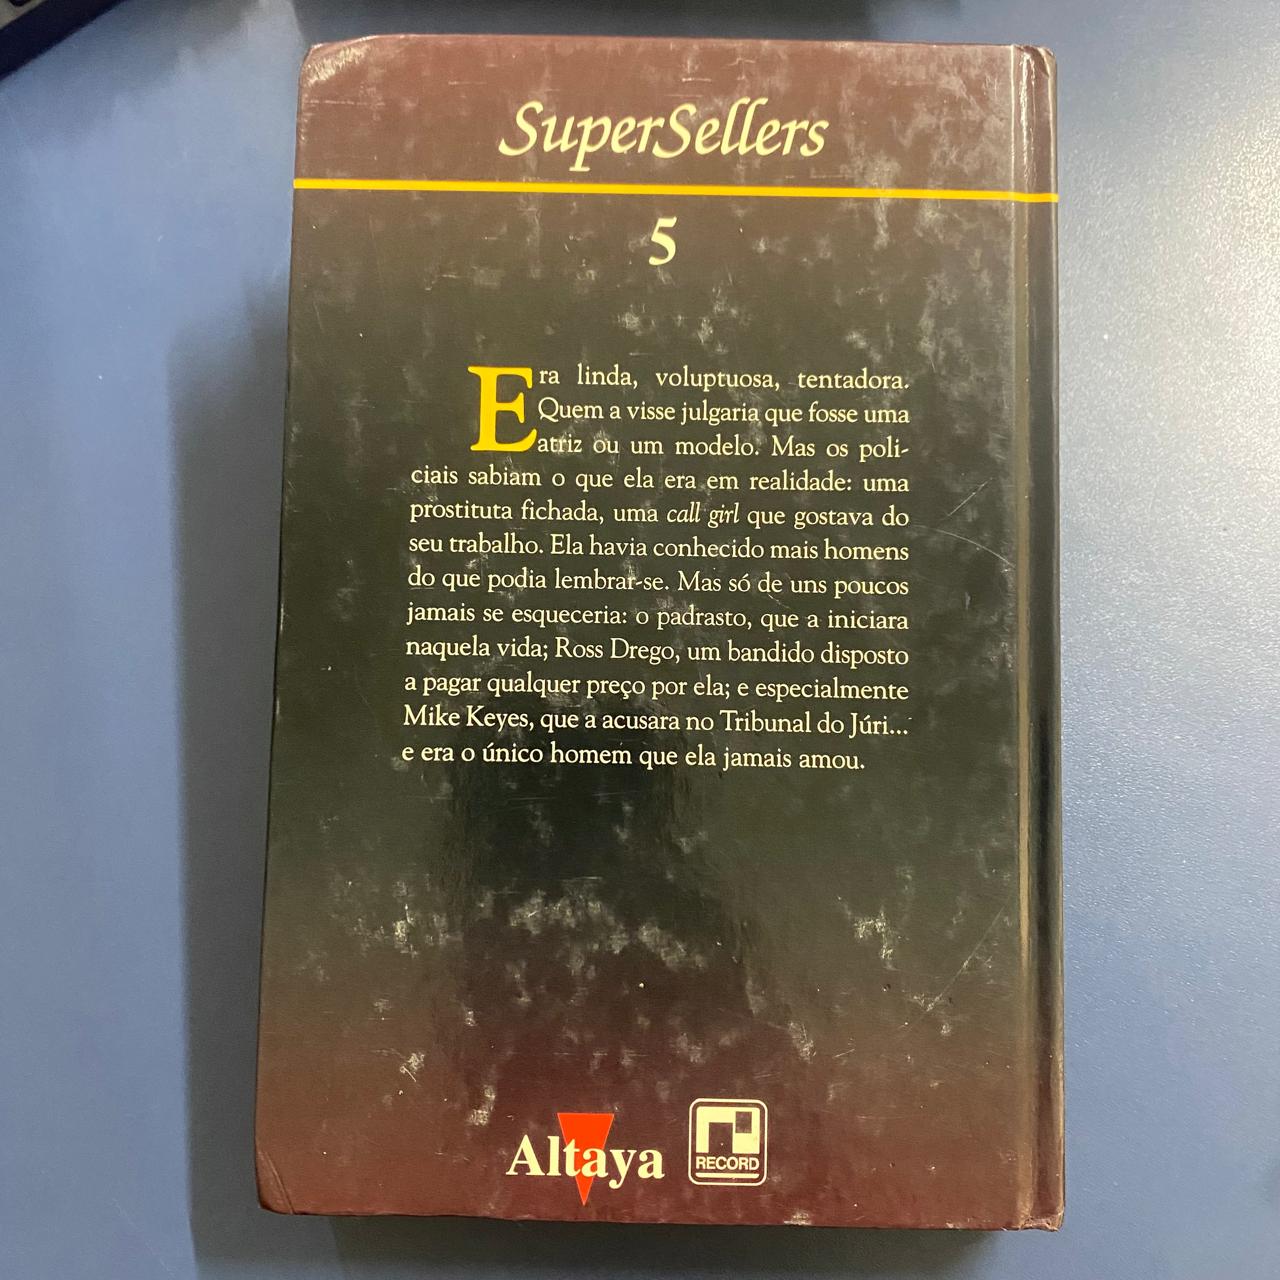 SuperSellers
5
Era linda, voluptuosa, tentadora.
Quem a visse julgaria que fosse uma
atriz ou um modelo. Mas os poli-
ciais sabiam o que ela era em realidade: uma
prostituta fichada, uma call girl que gostava do
seu trabalho. Ela havia conhecido mais homens
do que podia lembrar-se. Mas só de uns poucos
jamais se esqueceria: o padrasto, que a iniciara
naquela vida; Ross Drego, um bandido disposto
a pagar qualquer preço por ela; e especialmente
Mike Keyes, que a acusara no Tribunal do Júri...
e era o único homem que ela jamais amou.
Altaya
RECORD